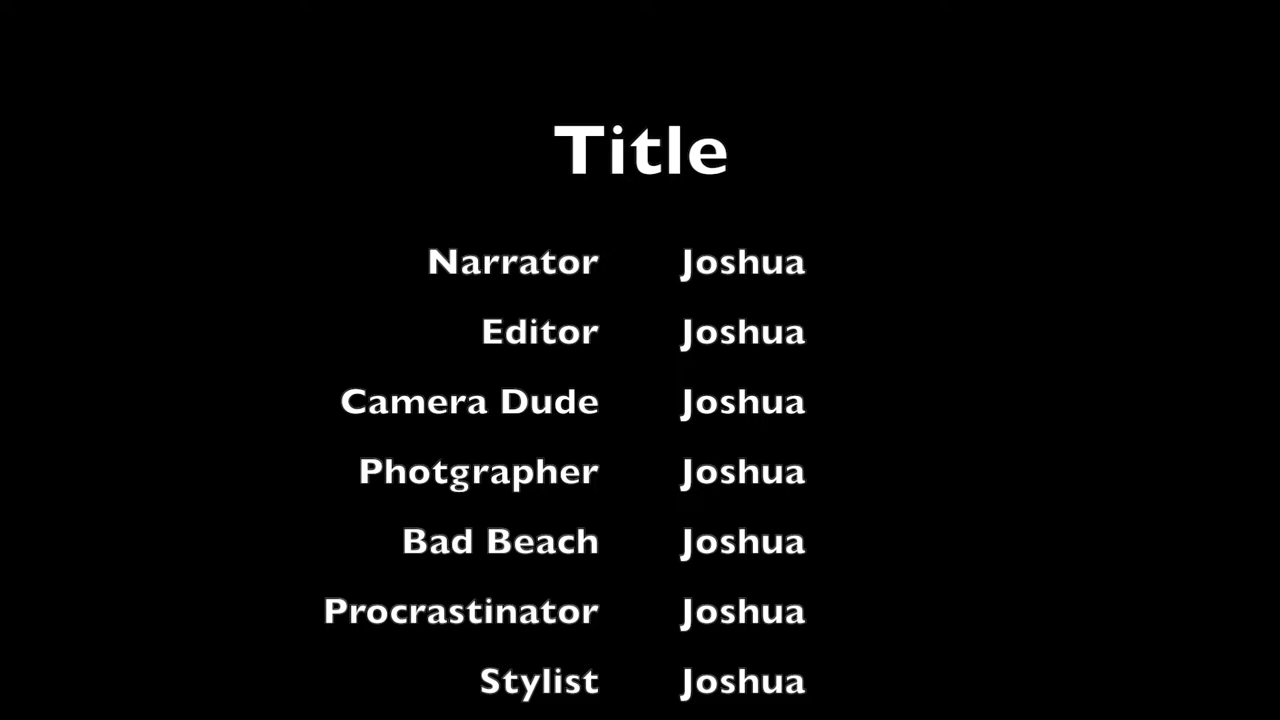 Title
Narrator Joshua
Editor Joshua
Camera Dude Joshua
Photgrapher Joshua
Bad Beach Joshua
Procrastinator Joshua
Stylist Joshua